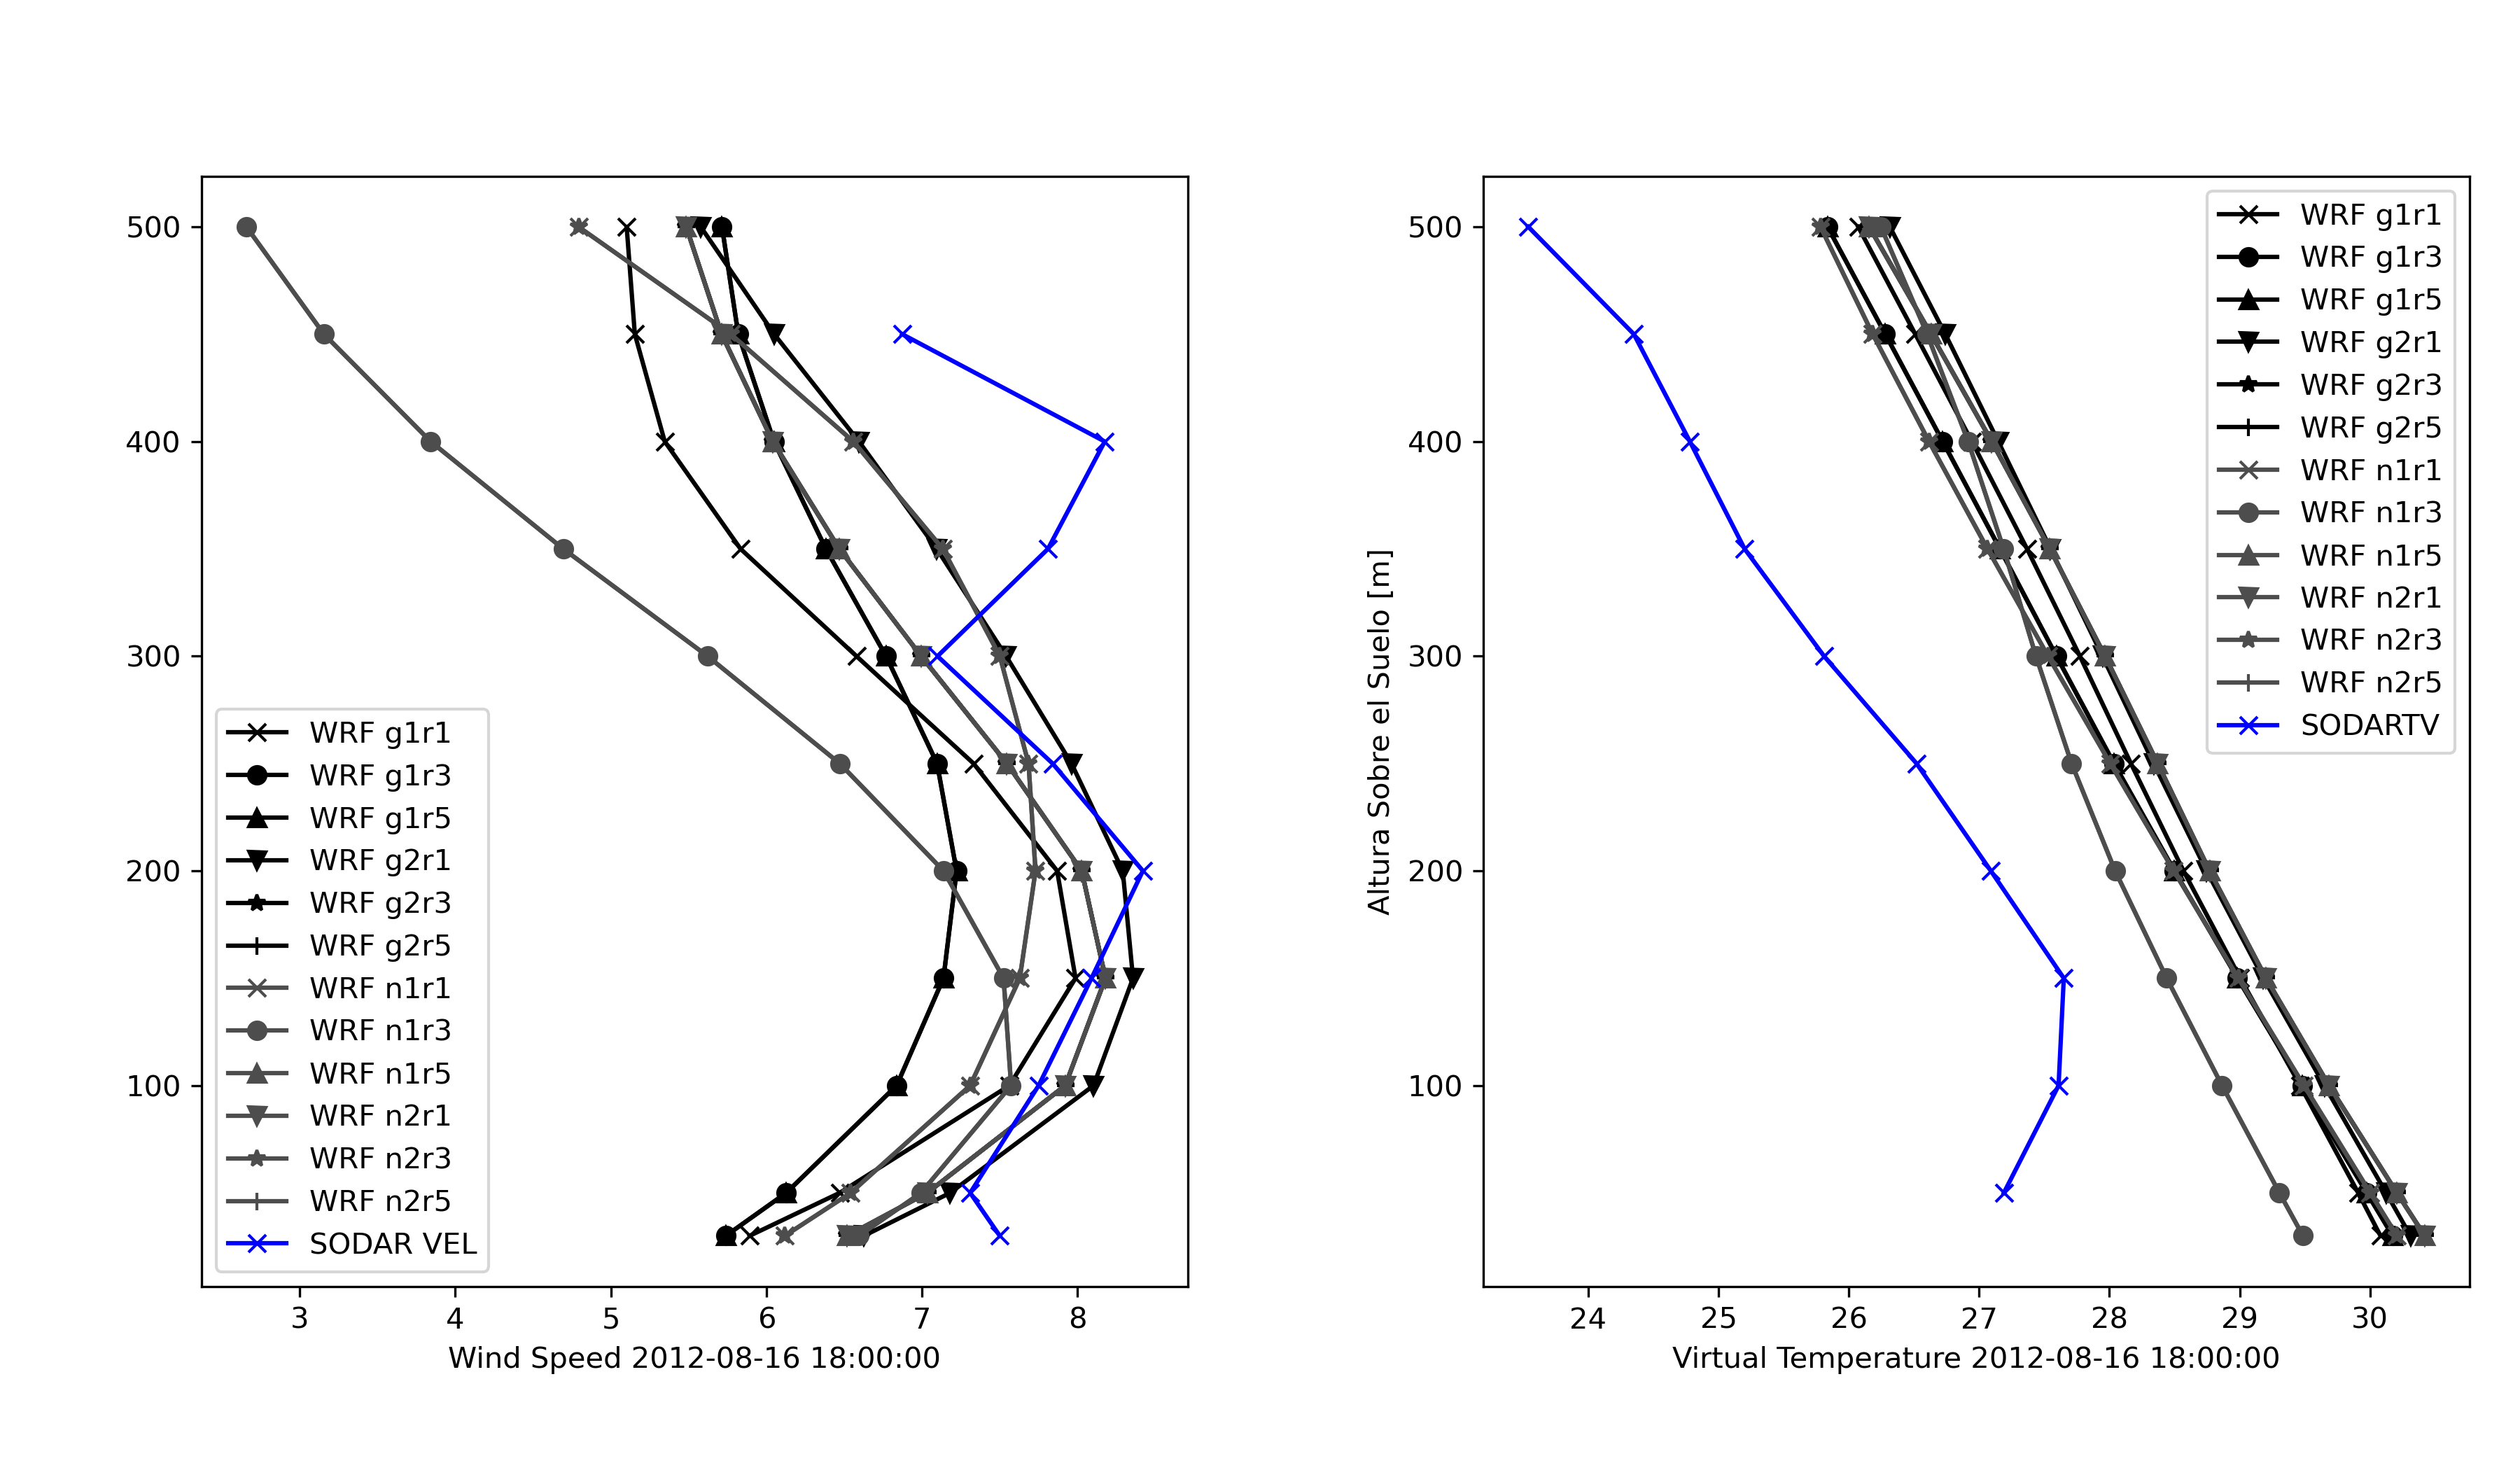 500
400
300
200
100
WRF g1r1
WRF g1r3
WRF g1r5
WRF g2r1
WRF g2r3
WRF g2r5
WRF n1r1
WRF n1r3
WRF n1r5
WRF n2r1
WRF n2r3
WRF n2r5
SODAR VEL
3 4 5 6 7 8
Wind Speed 2012-08-16 18:00:00
Altura Sobre el Suelo [m]
500
400
300
200
100
WRF g1r1
WRF g1r3
WRF g1r5
WRF g2r1
WRF g2r3
WRF g2r5
WRF n1r1
WRF n1r3
WRF n1r5
WRF n2r1
WRF n2r3
WRF n2r5
SODARTV
24 25 26 27 28 29 30
Virtual Temperature 2012-08-16 18:00:00